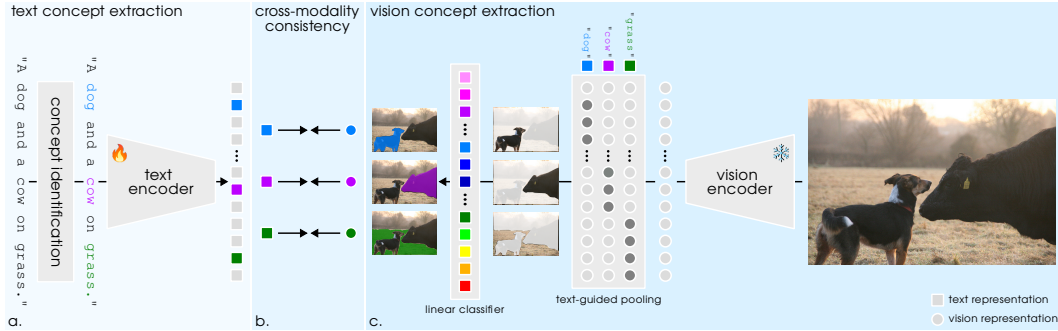 text concept extraction
"A dog and a cow on grass."
concept identification
"A dog and a cow on grass."
text
encoder
a.
cross-modality
consistency
b.
vision concept extraction
linear classifier
"dog"
"cow"
"grass"
text-guided pooling
vision
encoder
c.
text representation
vision representation